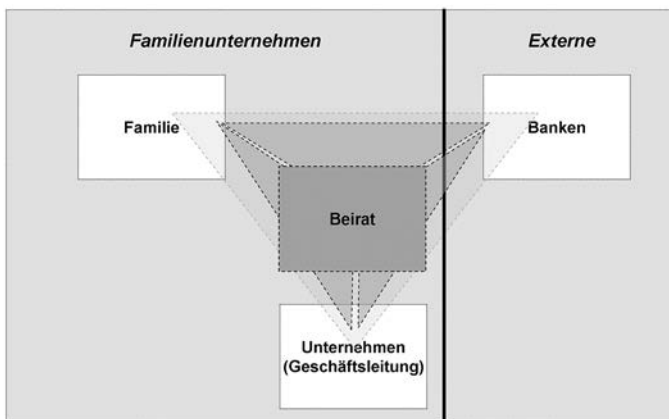 Familienunternehmen
Externe
Familie
Banken
Beirat
Unternehmen
(Geschäftsleitung)